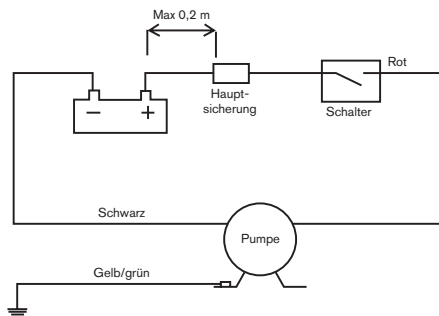 Max 0,2 m
Rot
Haupt-
sicherung
Schalter
− +
Schwarz
Pumpe
Gelb/grün